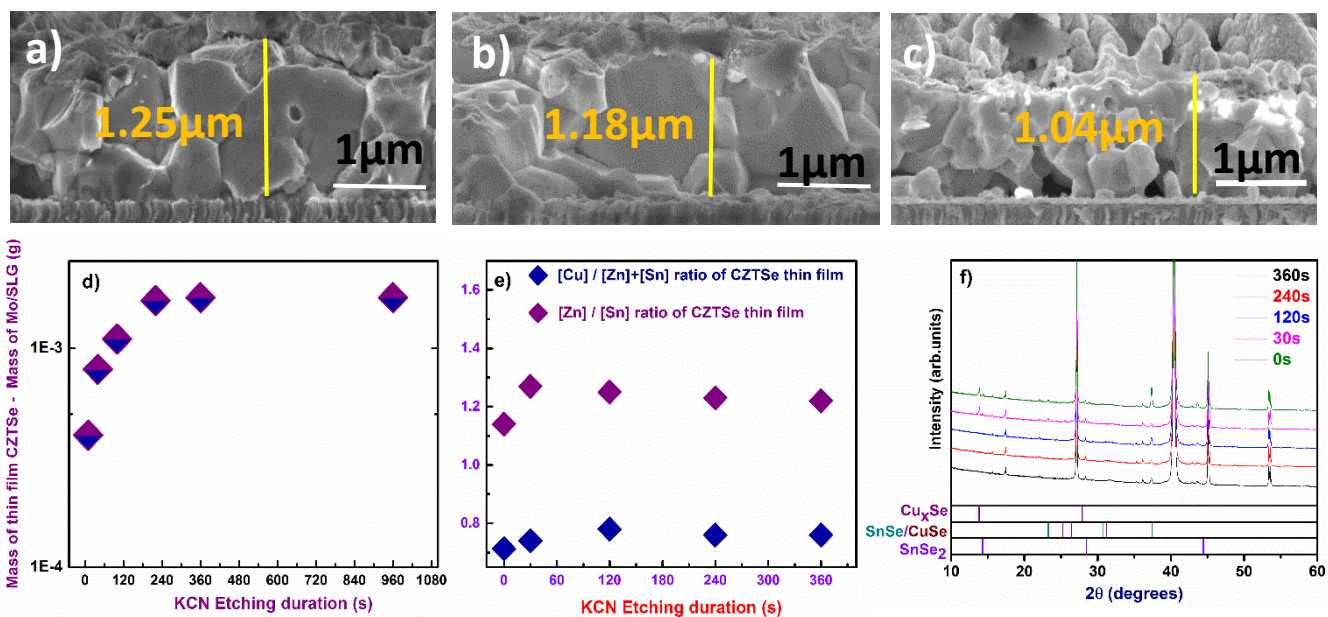 a)
1.25μm
1μm
b)
1.18μm
1μm
c)
1.04μm
1μm
d)
Mass of thin film CZTSe - Mass of Mo/SLG (g)
1E-3
1E-4
0 120 240 360 480 600 720 840 960 1080
KCN Etching duration (s)
e)
[Cu] / [Zn]+[Sn] ratio of CZTSe thin film
[Zn] / [Sn] ratio of CZTSe thin film
1.6
1.4
1.2
1.0
0.8
0.6
0 60 120 180 240 300 360
KCN Etching duration (s)
f)
360s
240s
120s
30s
0s
Intensity (arb.units)
CuxSe
SnSe/CuSe
SnSe2
10 20 30 40 50 60
2θ (degrees)